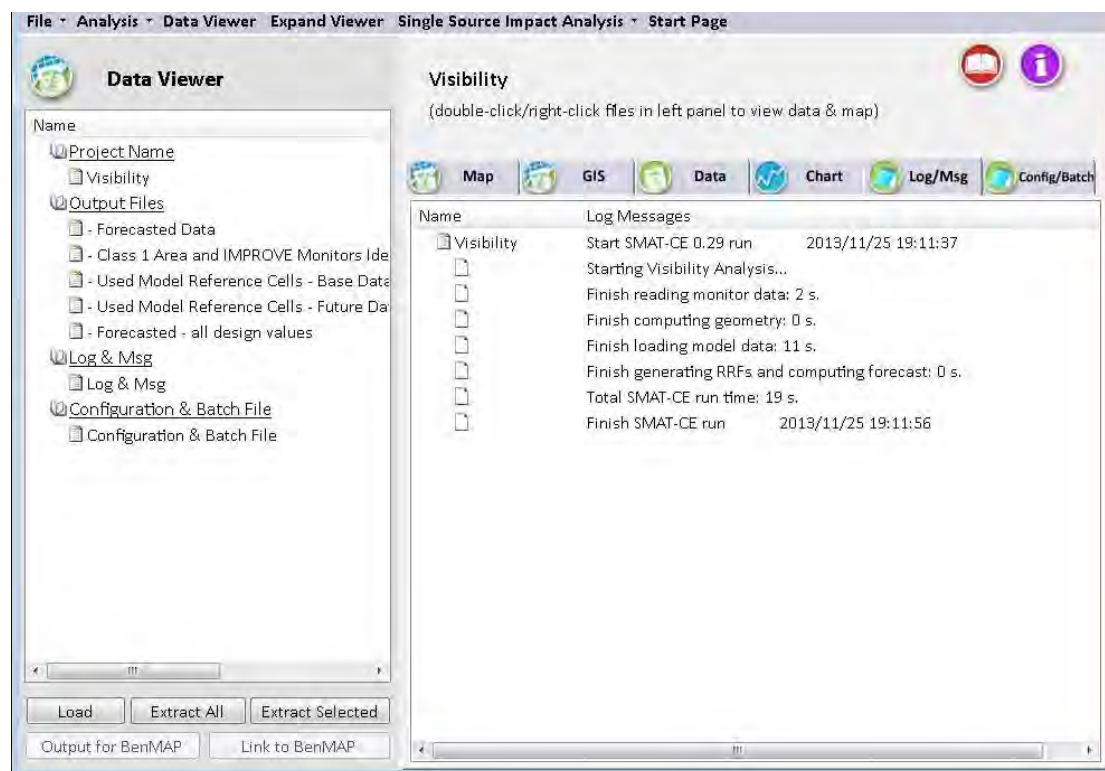 File Analysis Data Viewer Expand Viewer Single Source Impact Analysis Start Page
Data Viewer
Name
Project Name
Visibility
Output Files
- Forecasted Data
- Class 1 Area and IMPROVE Monitors Ide
- Used Model Reference Cells - Base Data
- Used Model Reference Cells - Future Da
- Forecasted - all design values
Log & Msg
Log & Msg
Configuration & Batch File
Configuration & Batch File
Load Extract All Extract Selected
Output for BenMAP Link to BenMAP
Visibility
(double-click/right-click files in left panel to view data & map)
Map GIS Data Chart Log/Msg Config/Batch
Name Log Messages
Visibility Start SMAT-CE 0.29 run 2013/11/25 19:11:37
Starting Visibility Analysis...
Finish reading monitor data: 2 s.
Finish computing geometry: 0 s.
Finish loading model data: 11 s.
Finish generating RRFs and computing forecast: 0 s.
Total SMAT-CE run time: 19 s.
Finish SMAT-CE run 2013/11/25 19:11:56